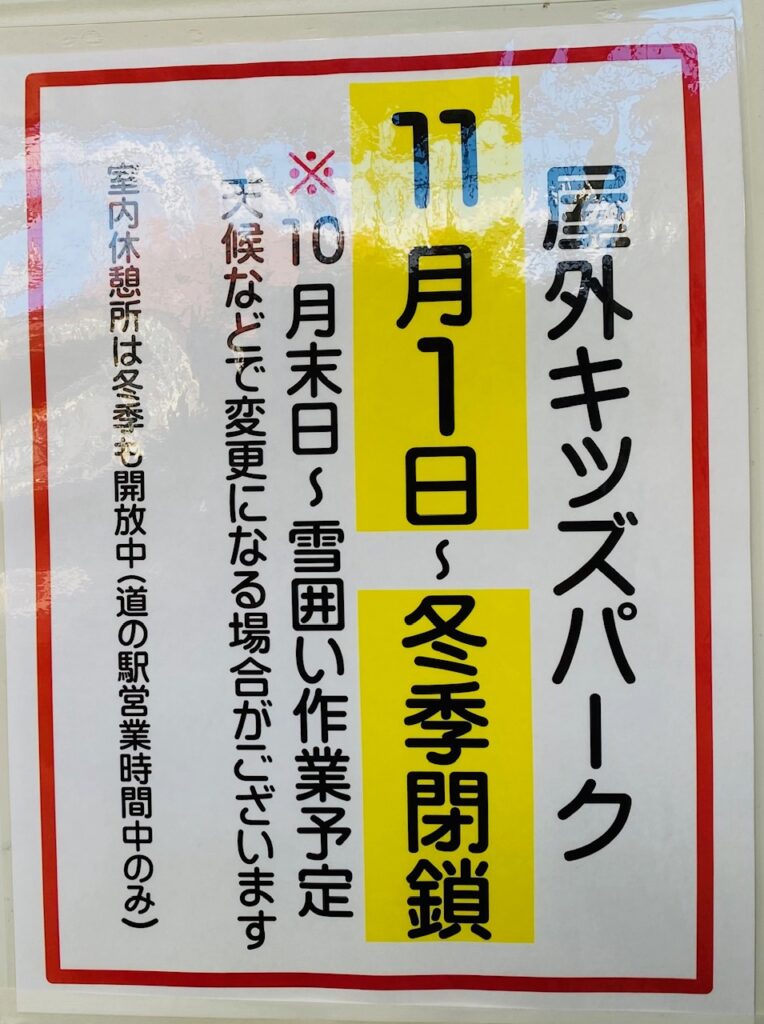 屋外キッズパーク
11月1日～冬季閉鎖
※10月末日～雪囲い作業予定
天候などで変更になる場合がございます
室内休憩所は冬季も開放中(道の駅営業時間中のみ)